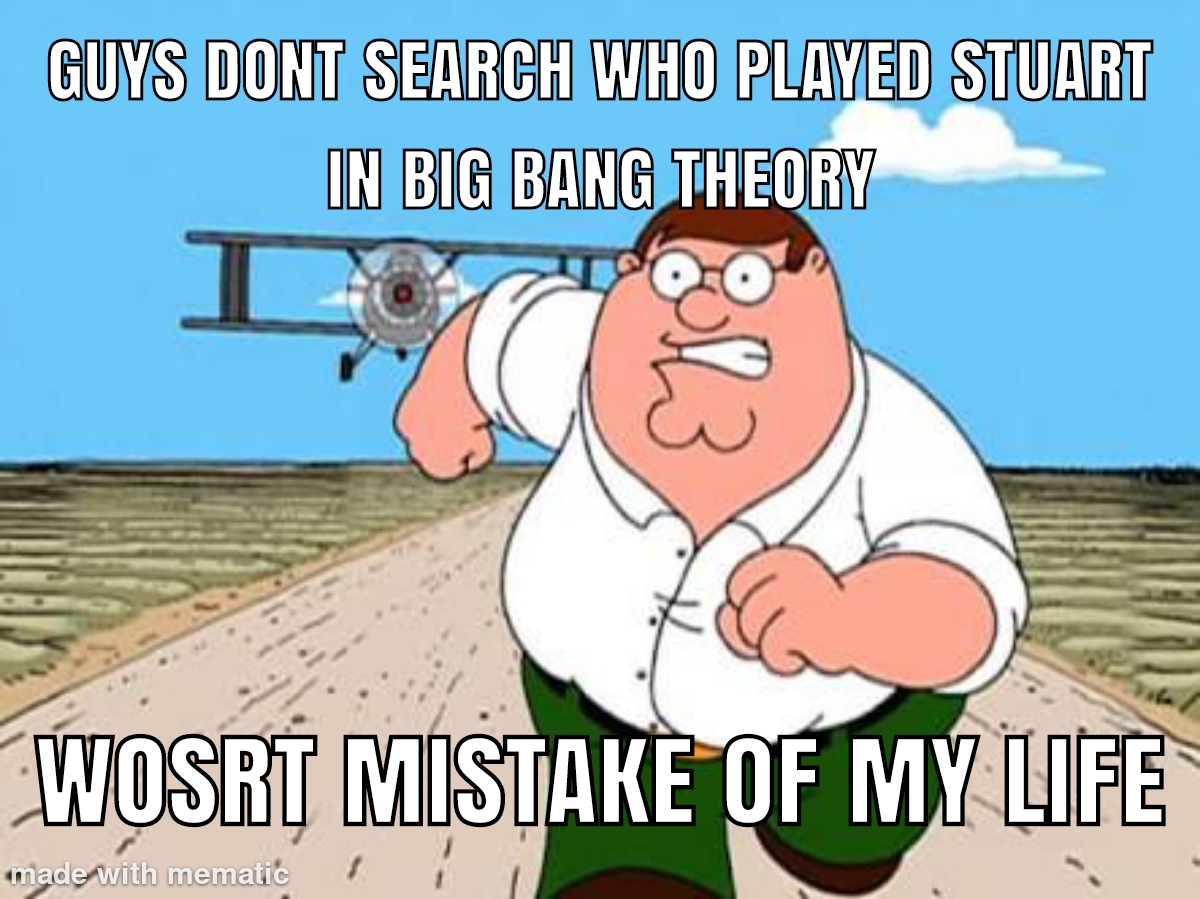 GUYS DONT SEARCH WHO PLAYED STUART
IN BIG BANG THEORY
WOSRT MISTAKE OF MY LIFE
made with mematic